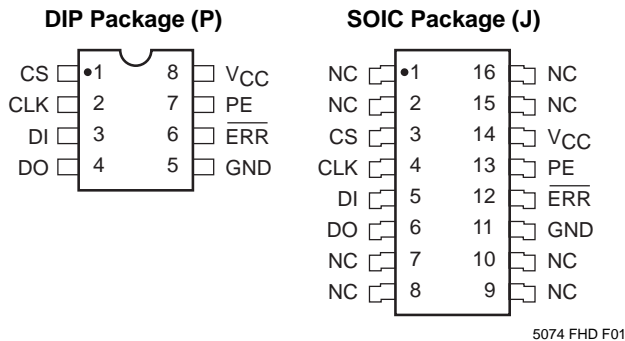 DIP Package (P)
CS 1 8 VCC
CLK 2 7 PE
DI 3 6 ERR
DO 4 5 GND
SOIC Package (J)
NC 1 16 NC
NC 2 15 NC
CS 3 14 VCC
CLK 4 13 PE
DI 5 12 ERR
DO 6 11 GND
NC 7 10 NC
NC 8 9 NC
5074 FHD F01